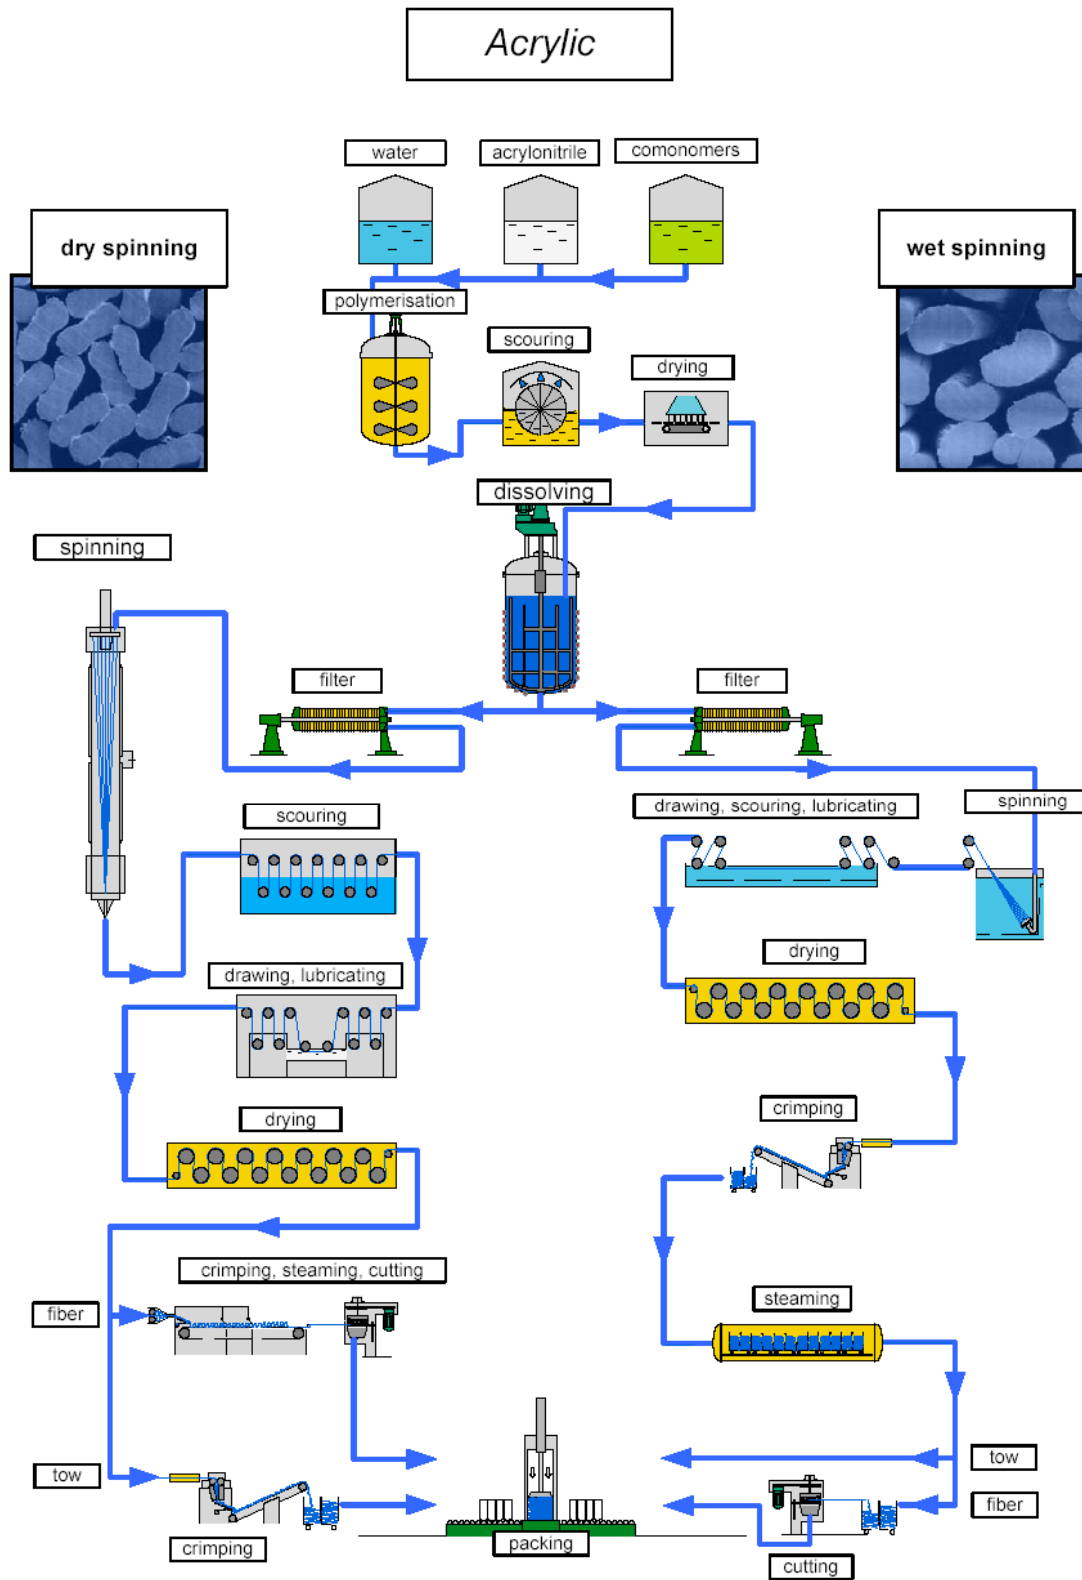 Acrylic
water
acrylonitrile
comonomers
dry spinning
wet spinning
polymerisation
scouring
drying
dissolving
spinning
filter
filter
scouring
drawing, scouring, lubricating
spinning
drawing, lubricating
drying
drying
crimping
crimping, steaming, cutting
fiber
steaming
tow
tow
fiber
crimping
packing
cutting